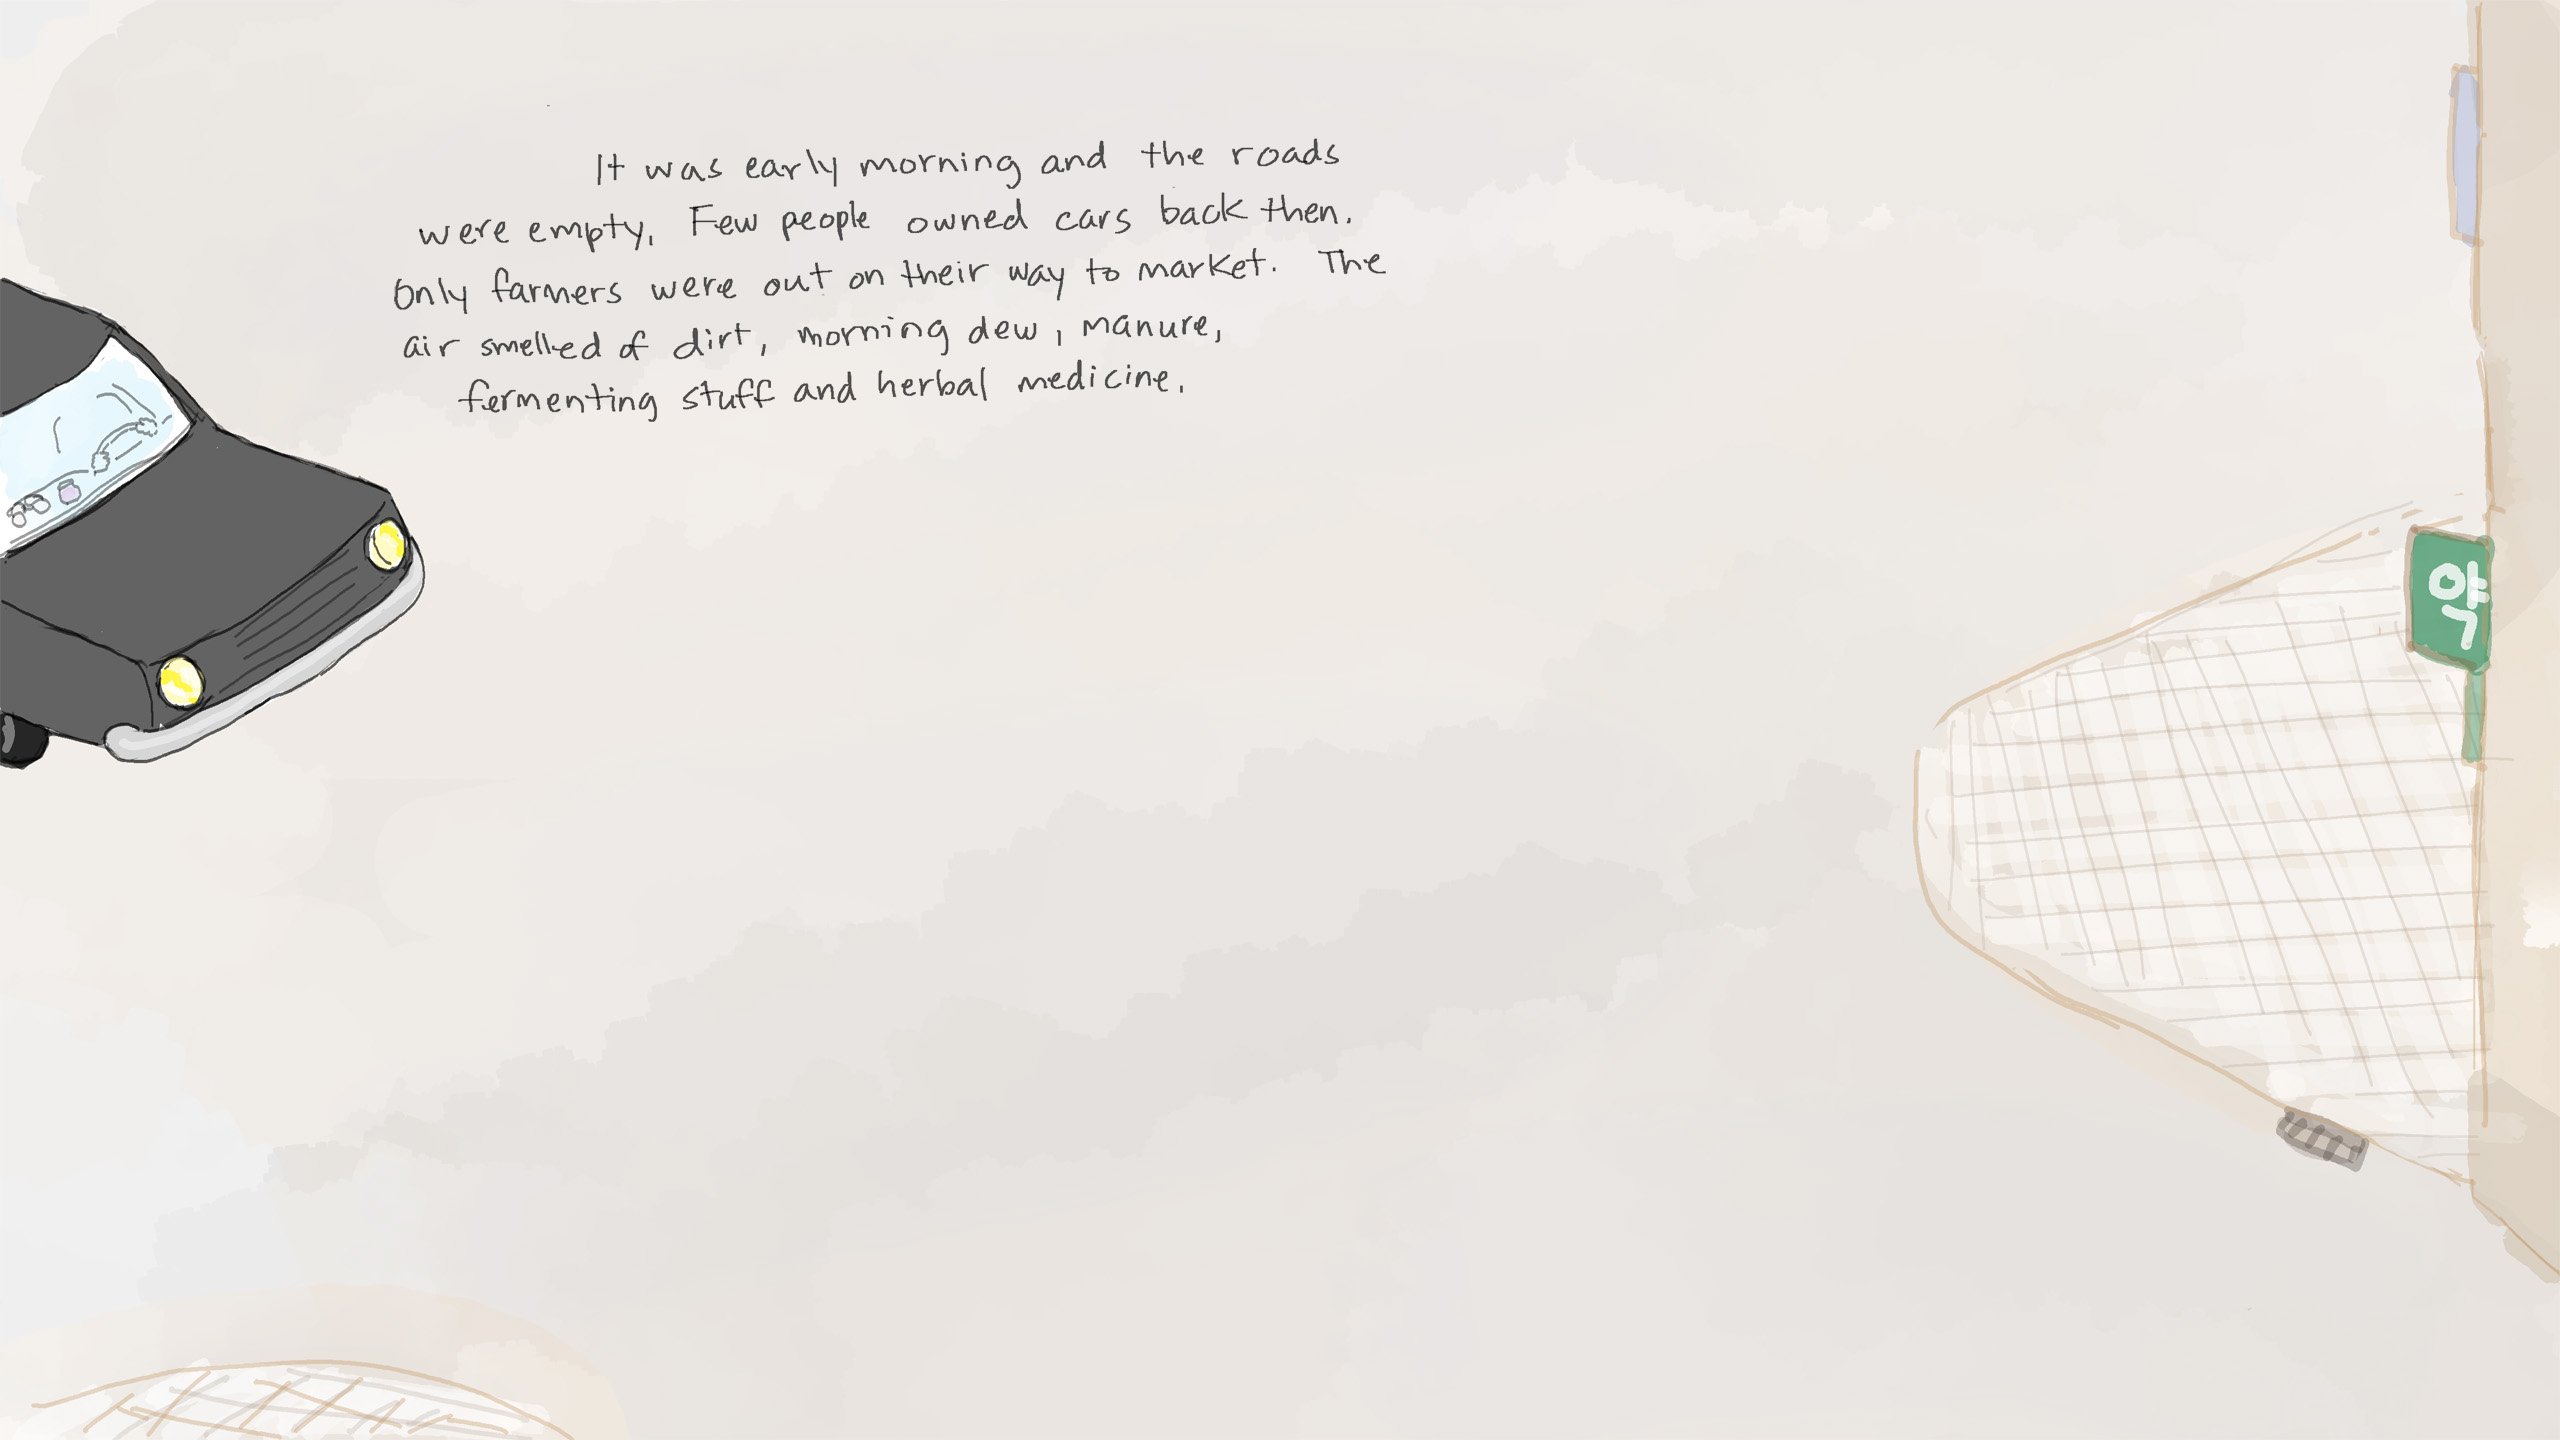 It was early morning and the roads
were empty. Few people owned cars back then.
Only farmers were out on their way to market. The
air smelled of dirt, morning dew, manure,
fermenting stuff and herbal medicine.
약